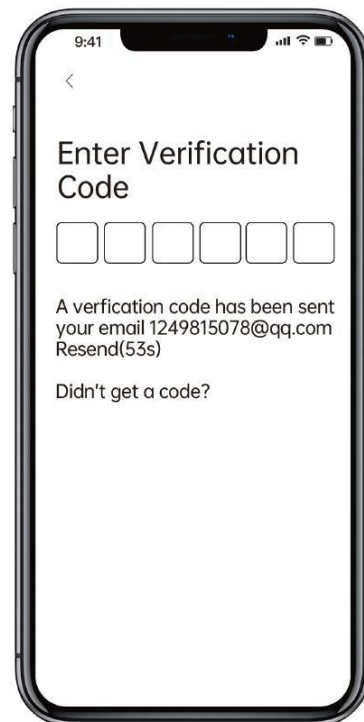 9:41
Enter Verification
Code
A verfication code has been sent
your email 1249815078@qq.com
Resend(53s)
Didn't get a code?